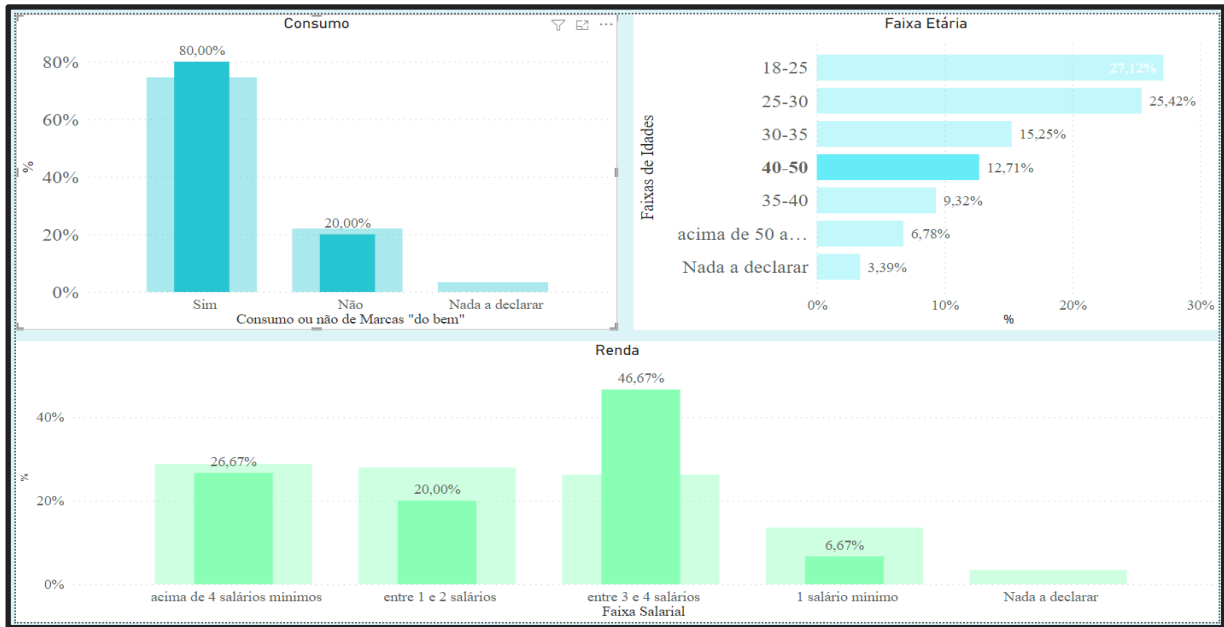 Consumo
80,00%
80%
60%
40%
20%
0%
%
20,00%
Sim
Não
Nada a declarar
Consumo ou não de Marcas "do bem"
Faixa Etária
Faixas de Idades
18-25
27,12%
25-30
25,42%
30-35
15,25%
40-50
12,71%
35-40
9,32%
acima de 50 a...
6,78%
Nada a declarar
3,39%
0%
10%
20%
30%
%
Renda
46,67%
40%
20%
0%
%
26,67%
20,00%
6,67%
acima de 4 salários mínimos
entre 1 e 2 salários
entre 3 e 4 salários
1 salário mínimo
Nada a declarar
Faixa Salarial